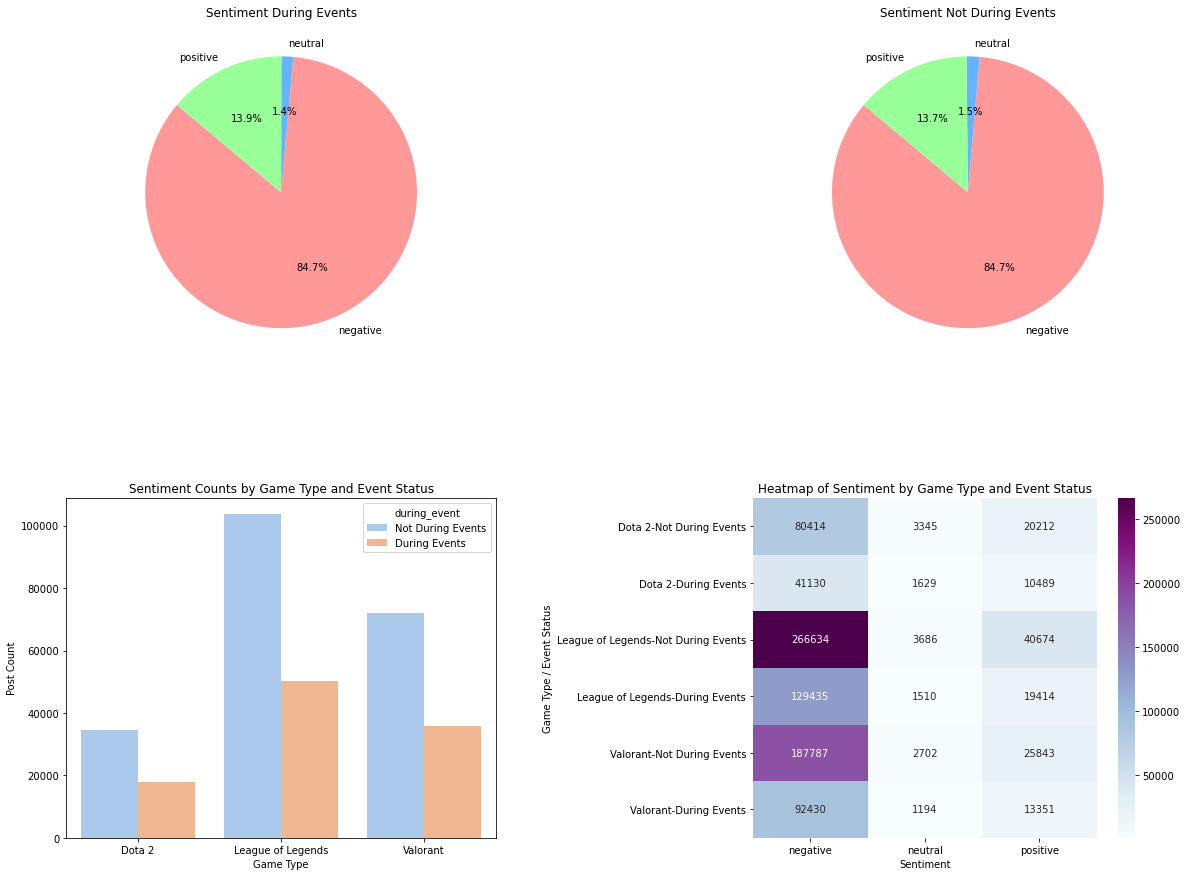 Sentiment During Events
neutral
positive
13.9%
1.4%
84.7%
negative
Sentiment Not During Events
neutral
positive
13.7%
1.5%
84.7%
negative
Sentiment Counts by Game Type and Event Status
during_event
Not During Events
During Events
Post Count
100000
80000
60000
40000
20000
0
Dota 2 League of Legends Valorant
Game Type
Heatmap of Sentiment by Game Type and Event Status
Game Type / Event Status
Dota 2-Not During Events 80414 3345 20212
Dota 2-During Events 41130 1629 10489
League of Legends-Not During Events 266634 3686 40674
League of Legends-During Events 129435 1510 19414
Valorant-Not During Events 187787 2702 25843
Valorant-During Events 92430 1194 13351
negative neutral positive
Sentiment
250000
200000
150000
100000
50000